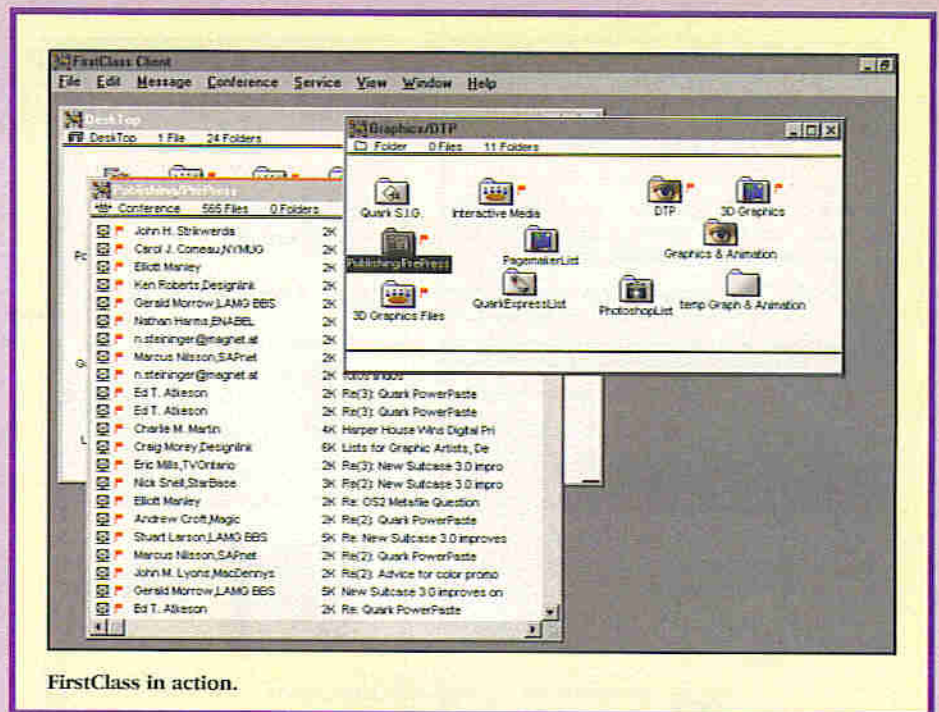 FirstClass Client
File Edit Message Conference Service View Window Help
DeskTop
DeskTop 1 File 24 Folders
Graphics/DTP
Folder 0 Files 11 Folders
Quark S.I.G.
Interactive Media
DTP
3D Graphics
Publishing/PrePress
PagemakerList
Graphics & Animation
3D Graphics Files
QuarkExpressList
PhotoshopList
temp Graph & Animation
Publishing/PrePress
Conference 565 Files 0 Folders
John H. Strikwerda 2K
Carol J. Comeau,NYMUG 2K
Elliott Manley 2K
Ken Roberts,Designlink 2K
Gerald Morrow,LAMG BBS 2K
Nathan Harms,ENABEL 2K
n.steininger@magnet.at 2K
Marcus Nilsson,SAPnet 2K
n.steininger@magnet.at 2K
Ed T. Atkeson 2K Re(3): Quark PowerPaste
Ed T. Atkeson 2K Re(3): Quark PowerPaste
Charlie M. Martin 4K Harper House Wins Digital Pri
Craig Morey,Designlink 6K Lists for Graphic Artists, De
Eric Mills,TVOntario 2K Re(3): New Suitcase 3.0 impro
Nick Snell,StarBase 3K Re(2): New Suitcase 3.0 impro
Elliott Manley 2K Re: OS2 Metafile Question
Andrew Croft,Magic 2K Re(2): Quark PowerPaste
Stuart Larson,LAMG BBS 5K Re: New Suitcase 3.0 improves
Marcus Nilsson,SAPnet 2K Re(2): Quark PowerPaste
John M. Lyons,MacDennys 2K Re(2): Advice for color promo
Gerald Morrow,LAMG BBS 5K New Suitcase 3.0 improves on
Ed T. Atkeson 2K Re: Quark PowerPaste
FirstClass in action.